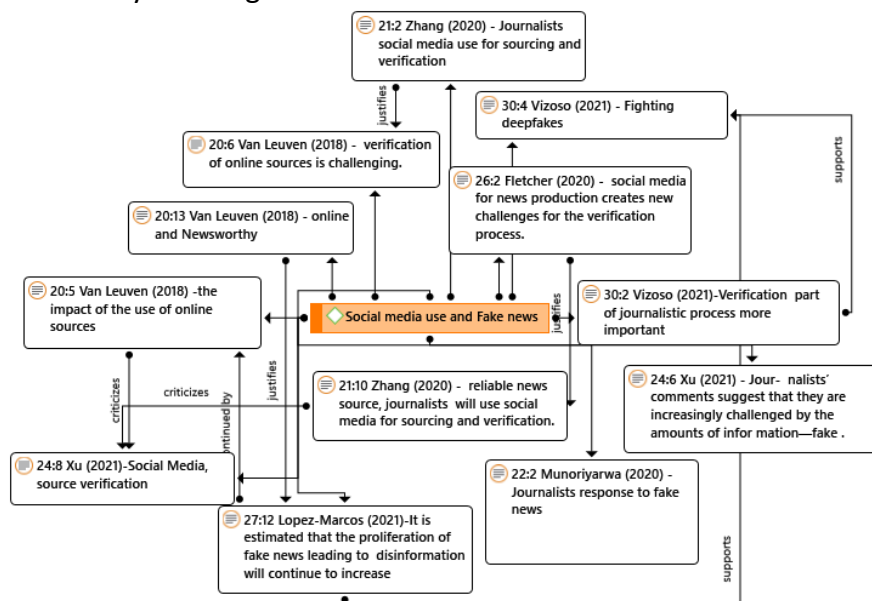 21:2 Zhang (2020) - Journalists
social media use for sourcing and
verification
justifies
30:4 Vizoso (2021) - Fighting
deepfakes
20:6 Van Leuven (2018) -  verification
of online sources is challenging.
supports
26:2 Fletcher (2020) -  social media
for news production creates new
challenges for the verification
process.
20:13 Van Leuven (2018) - online
and Newsworthy
20:5 Van Leuven (2018) -the
impact of the use of online
sources
Social media use and Fake news
justifies
30:2 Vizoso (2021)-Verification  part
of journalistic process more
important
criticizes
criticizes
ontinued by
justifies
21:10 Zhang (2020) -  reliable news
source, journalists  will use social
media for sourcing and verification.
24:6 Xu (2021) - Jour-  nalists'
comments suggest that they are
increasingly challenged by the
amounts of infor mation—fake .
24:8 Xu (2021)-Social Media,
source verification
22:2 Munoriyarwa (2020) -
Journalists response to fake
news
27:12 Lopez-Marcos (2021)-It is
estimated that the proliferation of
fake news leading to  disinformation
will continue to increase
supports